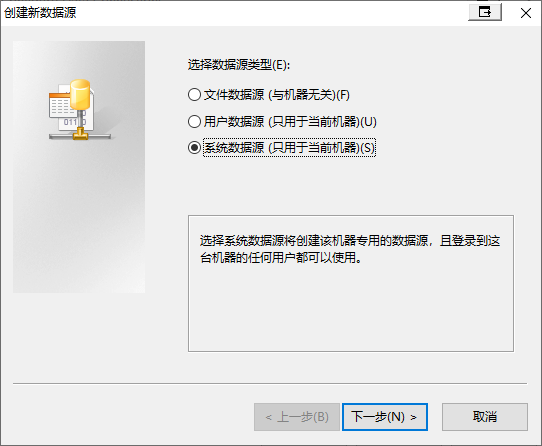 创建新数据源
选择数据源类型(E):
文件数据源 (与机器无关)(F)
用户数据源 (只用于当前机器)(U)
系统数据源 (只用于当前机器)(S)
选择系统数据源将创建该机器专用的数据源，且登录到这
台机器的任何用户都可以使用。
< 上一步(B)
下一步(N) >
取消